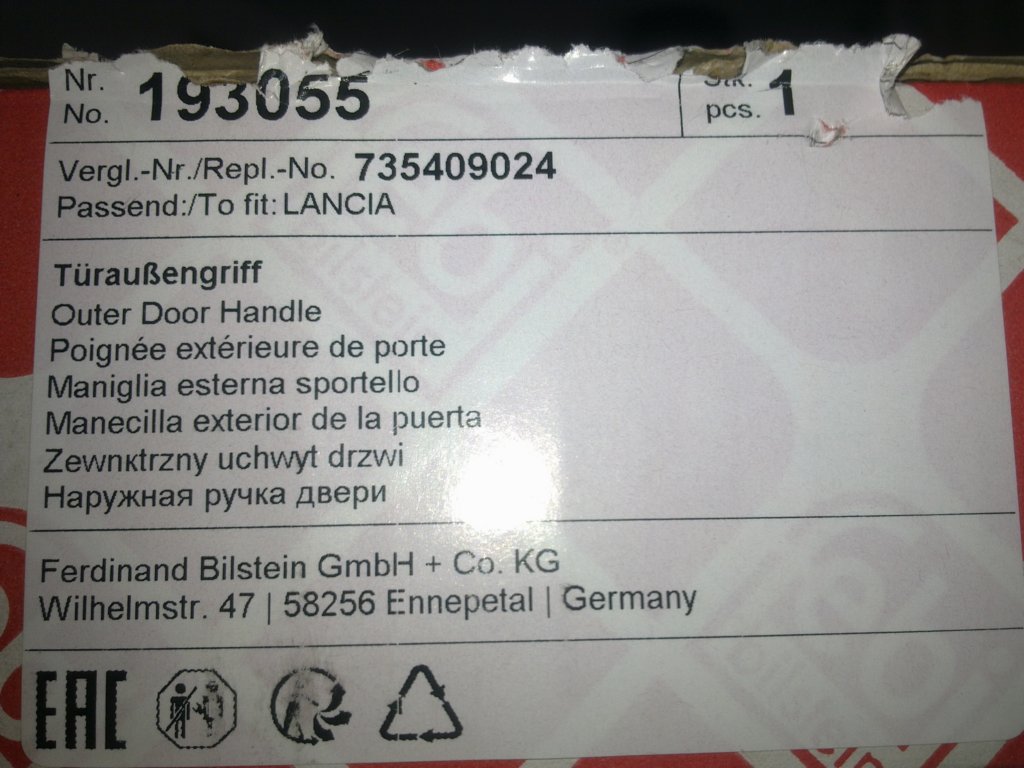 Nr. 193055 Stk. 1
No. pcs.
Vergl.-Nr./Repl.-No. 735409024
Passend:/To fit: LANCIA
Türaußengriff
Outer Door Handle
Poignée extérieure de porte
Maniglia esterna sportello
Manecilla exterior de la puerta
Zewnкtrzny uchwyt drzwi
Наружная ручка двери
Ferdinand Bilstein GmbH + Co. KG
Wilhelmstr. 47 | 58256 Ennepetal | Germany
EAC